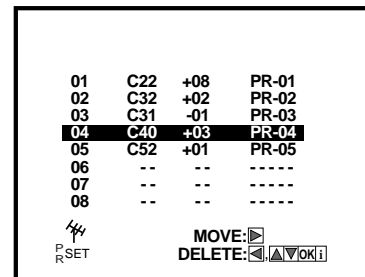 01 C22 +08 PR-01
02 C32 +02 PR-02
03 C31 -01 PR-03
04 C40 +03 PR-04
05 C52 +01 PR-05
06 - - - - - - - - -
07 - - - - - - - - -
08 - - - - - - - - -
PR SET
MOVE:▶
DELETE:◀,▲▼OK i